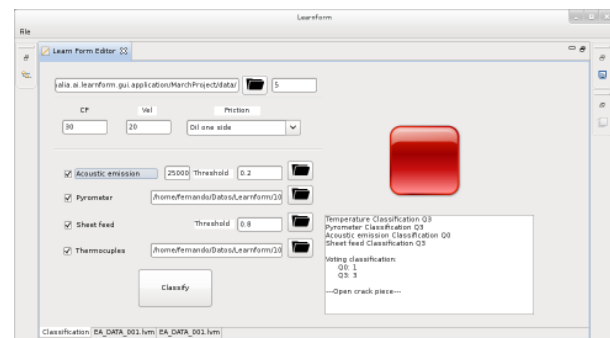 Learnform
File
Learn Form Editor
ıalia.ai.learnform.gui.application/MarchProject/data/ 5
CF Vel Friction
30 20 Oil one side
Acoustic emission 25000 Threshold 0.2
Pyrometer /home/fernando/Datos/Learnform/10
Sheet feed Threshold 0.8
Thermocuples /home/fernando/Datos/Learnform/10
Classify
Temperature Classification Q3
Pyrometer Classification Q3
Acoustic emission Classification Q0
Sheet feed Classification Q3
Voting classification:
Q0: 1
Q3: 3
---Open crack piece---
Classification EA_DATA_001.lvm EA_DATA_001.lvm